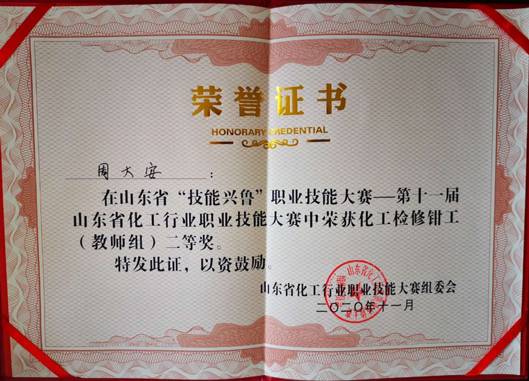 荣誉证书
HONORARY CREDENTIAL
周大安：
在山东省“技能兴鲁”职业技能大赛—第十一届
山东省化工行业职业技能大赛中荣获化工检修钳工
（教师组）二等奖。
特发此证，以资鼓励。
山东省化工行业职业技能大赛组委会
二〇二〇年十一月